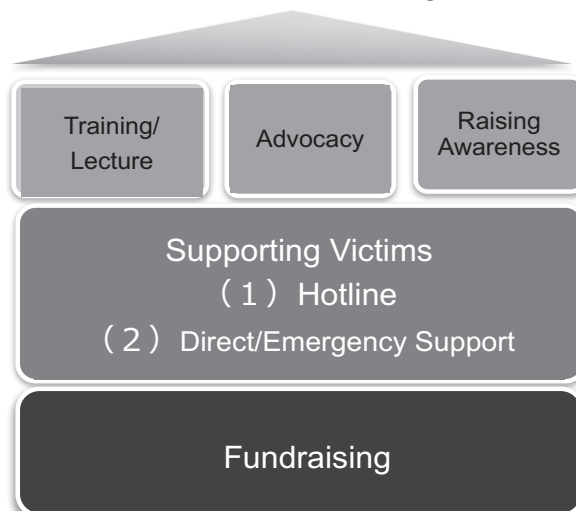 Training/
Lecture
Advocacy
Raising
Awareness
Supporting Victims
（１）Hotline
（２）Direct/Emergency Support
Fundraising